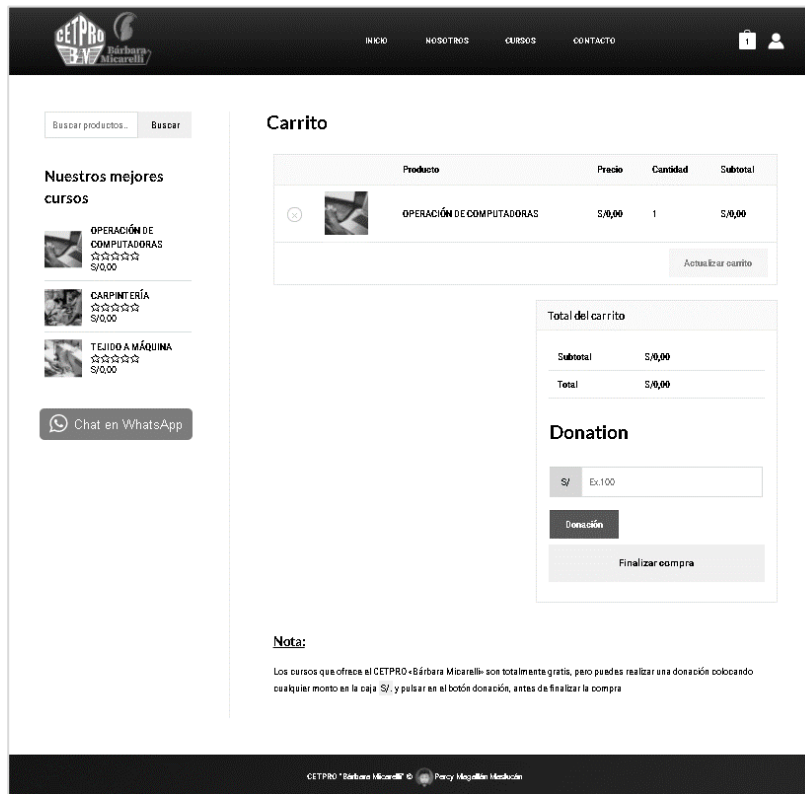 CETPRO
B M
Bárbara
Micarelli
INICIO NOSOTROS CURSOS CONTACTO
1
Buscar productos... Buscar
Nuestros mejores
cursos
OPERACIÓN DE
COMPUTADORAS
S/0,00
CARPINTERÍA
S/0,00
TEJIDO A MÁQUINA
S/0,00
Chat en WhatsApp
Carrito
Producto Precio Cantidad Subtotal
OPERACIÓN DE COMPUTADORAS S/0,00 1 S/0,00
Actualizar carrito
Total del carrito
Subtotal S/0,00
Total S/0,00
Donation
S/ Ex.100
Donación
Finalizar compra
Nota:
Los cursos que ofrece el CETPRO «Bárbara Micarelli» son totalmente gratis, pero puedes realizar una donación colocando
cualquier monto en la caja S/. y pulsar en el botón donación, antes de finalizar la compra
CETPRO "Bárbara Micarelli" © Percy Magallán Maslucán